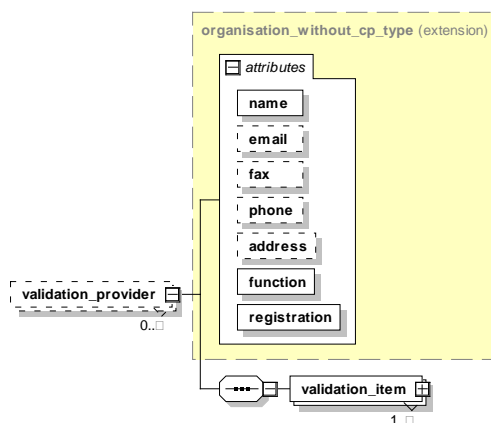 organisation_without_cp_type (extension)
attributes
name
email
fax
phone
address
function
registration
validation_provider
0..□
validation_item
1..□